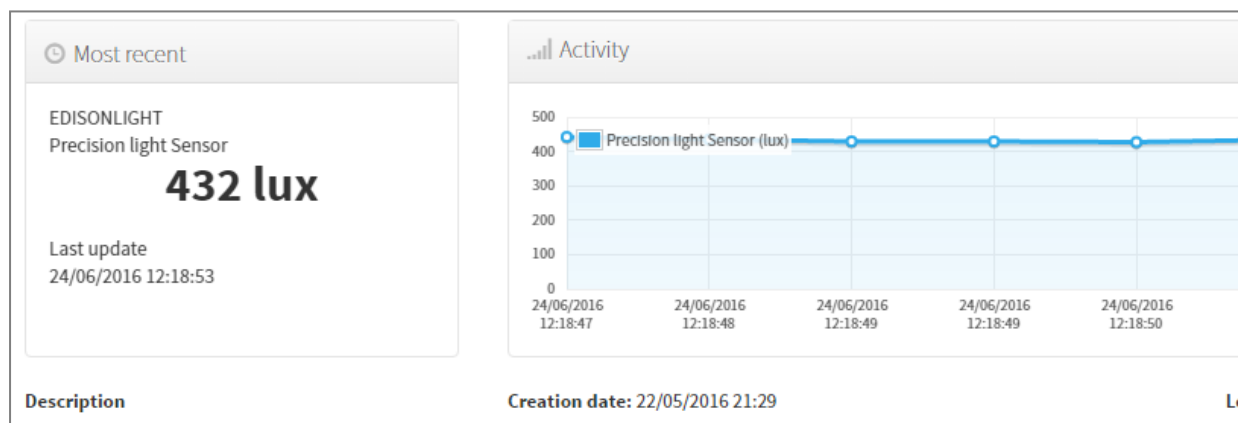 Most recent
EDISONLIGHT
Precision light Sensor
432 lux
Last update
24/06/2016 12:18:53
Activity
500
Precision light Sensor (lux)
400
300
200
100
0
24/06/2016 24/06/2016 24/06/2016 24/06/2016 24/06/2016
12:18:47 12:18:48 12:18:49 12:18:49 12:18:50
Description
Creation date: 22/05/2016 21:29